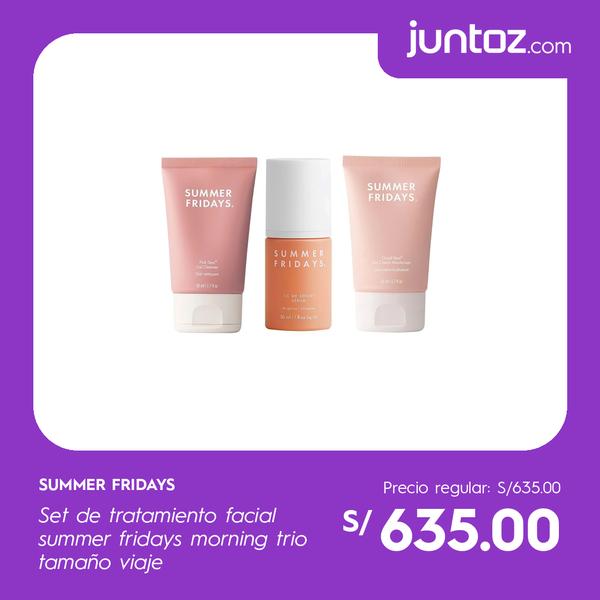 juntoz.com
SUMMER
FRIDAYS.
SUMMER
FRIDAYS.
SUMMER
FRIDAYS.
SUMMER FRIDAYS
Set de tratamiento facial
summer fridays morning trio
tamaño viaje
Precio regular: S/635.00
S/ 635.00